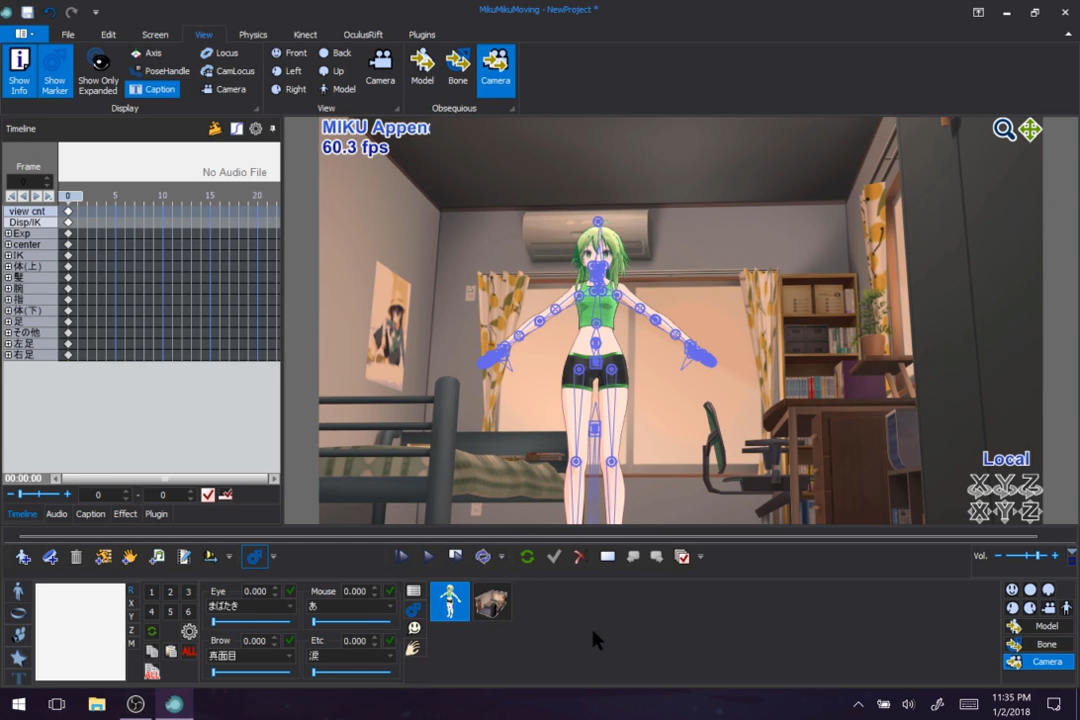 MikuMikuMoving - NewProject *
File Edit Screen View Physics Kinect OculusRift Plugins
Show Info
Show Marker
Show Only Expanded
Axis
PoseHandle
Caption
Locus
CamLocus
Camera
Display
Front Back
Left Up
Right Model
Camera
View
Model Bone Camera
Obsequious
Timeline
Frame
0
No Audio File
0 5 10 15 20
view cnt
Disp/IK
Exp
center
IK
体(上)
髪
腕
指
体(下)
足
その他
左足
右足
00:00:00
0 - 0
Timeline Audio Caption Effect Plugin
MIKU Appen
60.3 fps
Local
X Y Z
X Y Z
Vol.
R
X
Y
Z
M
1 2 3
4 5 6
ALL
ALL
Eye 0.000
まばたき
Mouse 0.000
あ
Brow 0.000
真面目
Etc 0.000
涙
Model
Bone
Camera
11:35 PM
1/2/2018